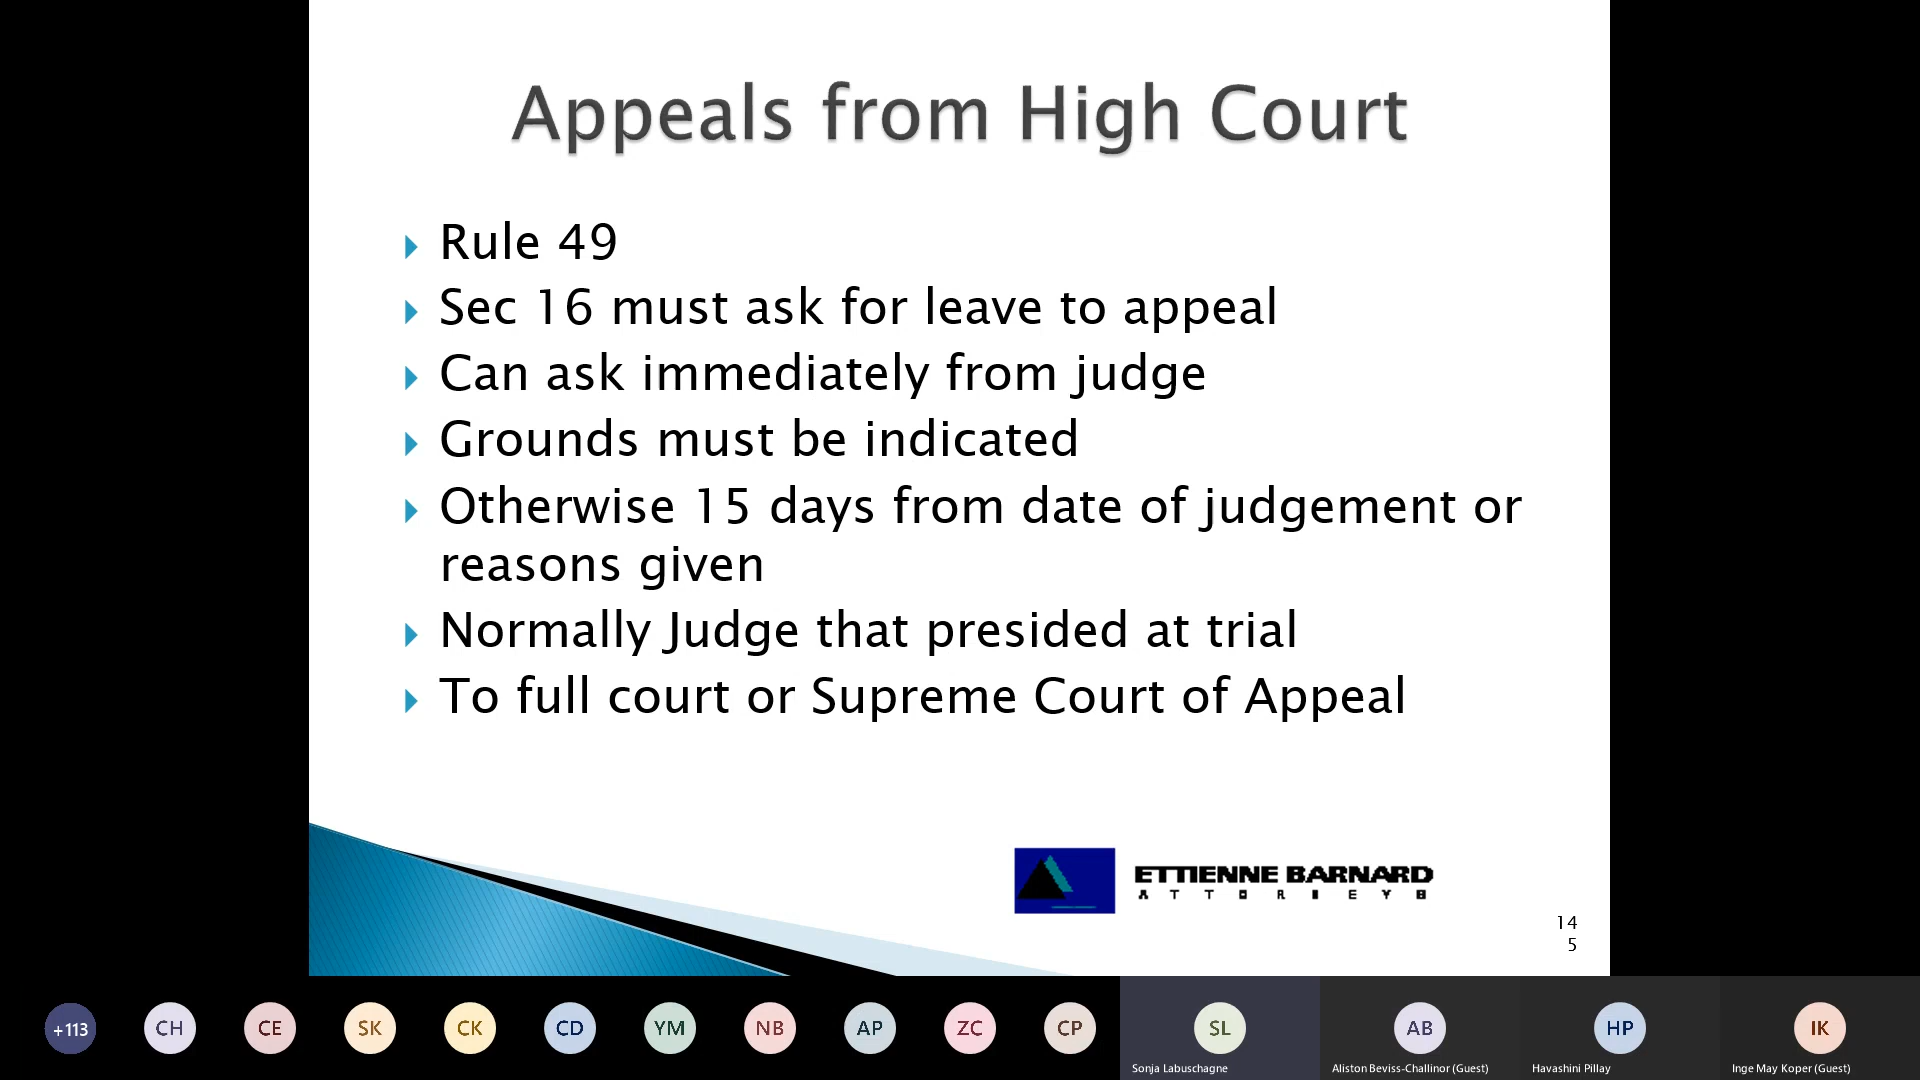 Appeals from High Court
Rule 49
Sec 16 must ask for leave to appeal
Can ask immediately from judge
Grounds must be indicated
Otherwise 15 days from date of judgement or
reasons given
Normally Judge that presided at trial
To full court or Supreme Court of Appeal
ETTIENNE BARNARD
ATTORNEYS
14
5
+113 CH CE SK CK CD YM NB AP ZC CP SL AB HP IK
Sonja Labuschagne Aliston Beviss-Challinor (Guest) Havashini Pillay Inge May Koper (Guest)